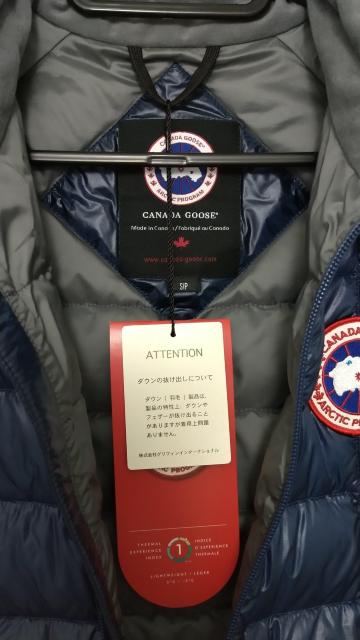 CANADA GOOSE
ARCTIC PROGRAM
CANADA GOOSE®
Made in Canada/Fabriqué au Canada
www.canada-goose.com
S/P
CANADA
ARCTIC PR
ATTENTION
ダウンの抜け出しについて
ダウン(羽毛)製品は、
製品の特性上、ダウンや
フェザーが抜け出ること
がありますが着用上問題
ありません。
株式会社グリフィンインターナショナル
THERMAL
EXPERIENCE
INDEX
1
INDICE
D'EXPÉRIENCE
THERMALE
LIGHTWEIGHT / LÉGER